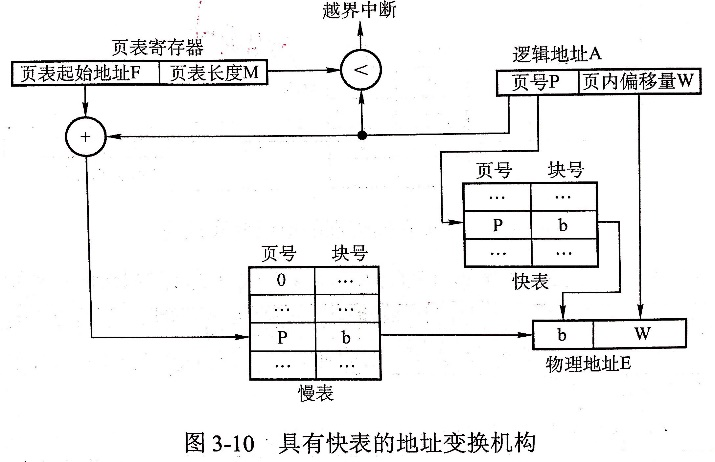 越界中断
页表寄存器
页表起始地址F 页表长度M
<
逻辑地址A
页号P 页内偏移量W
+
页号 块号
… …
P b
… …
快表
页号 块号
0 …
… …
P b
… …
慢表
b W
物理地址E
图 3-10 具有快表的地址变换机构